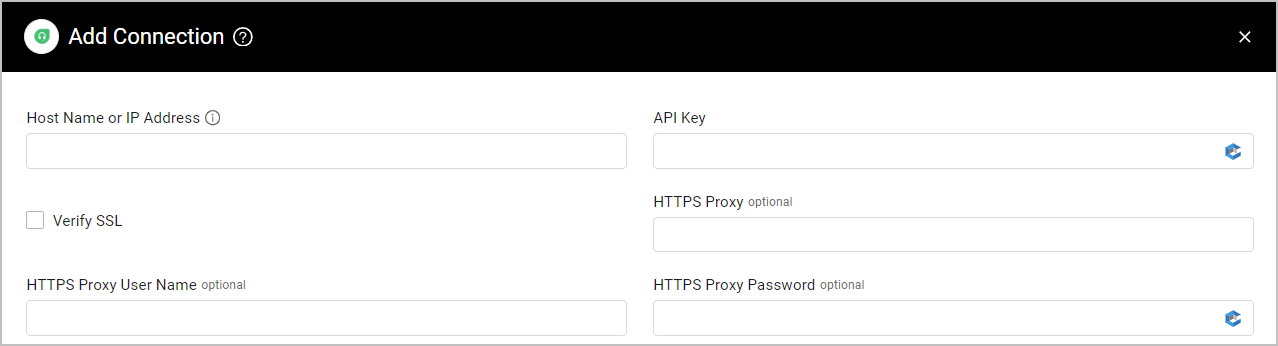 Add Connection
Host Name or IP Address
API Key
Verify SSL
HTTPS Proxy optional
HTTPS Proxy User Name optional
HTTPS Proxy Password optional